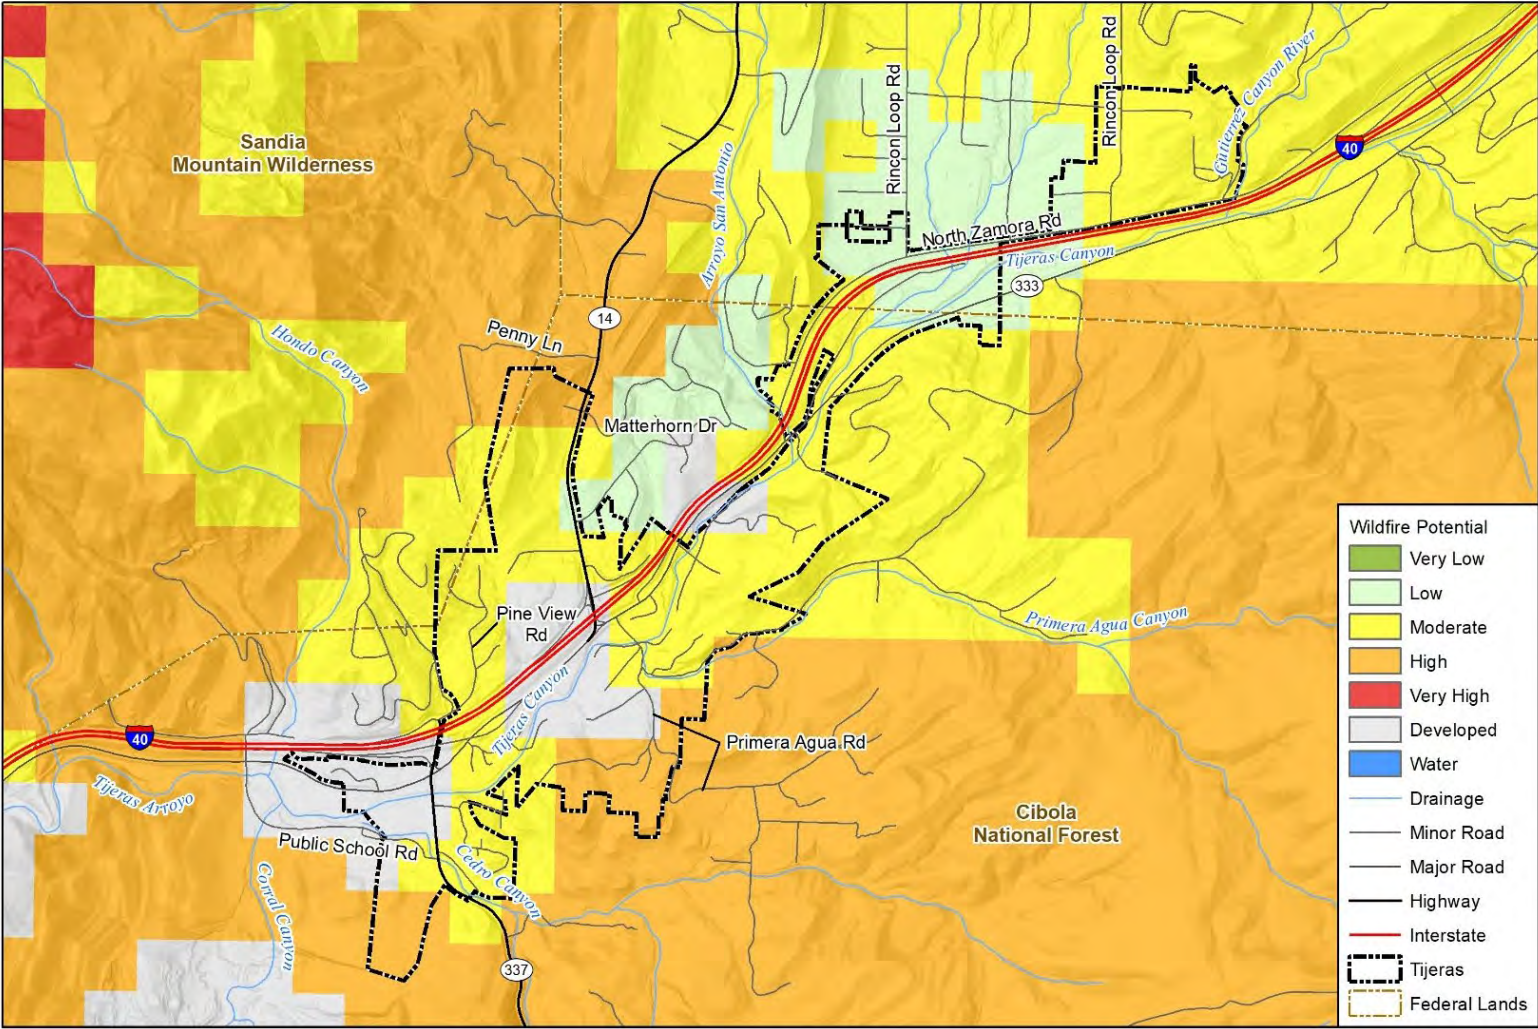 Rincon Loop Rd
Rincon Loop Rd
Gutierrez Canyon River
40
Sandia
Mountain Wilderness
Arroyo San Antonio
North Zamora Rd
Tijeras Canyon
333
14
Penny Ln
Hondo Canyon
Matterhorn Dr
Pine View
Rd
Primera Agua Canyon
Tijeras Canyon
40
Primera Agua Rd
Tijeras Arroyo
Cibola
National Forest
Public School Rd
Cedro Canyon
Corral Canyon
337
Wildfire Potential
Very Low
Low
Moderate
High
Very High
Developed
Water
Drainage
Minor Road
Major Road
Highway
Interstate
Tijeras
Federal Lands